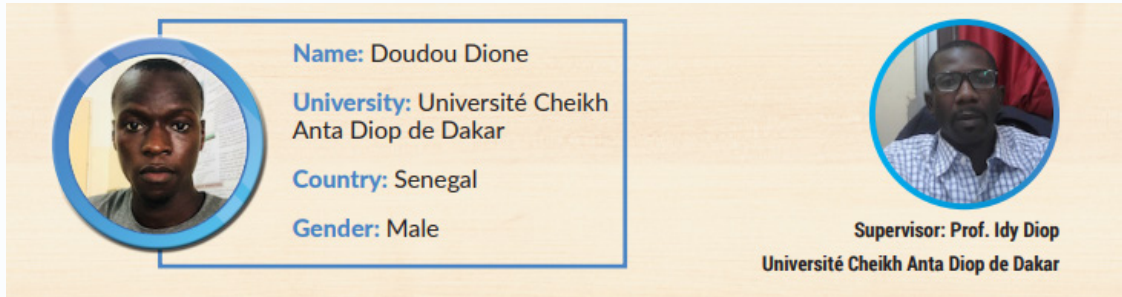 Name: Doudou Dione
University: Université Cheikh
Anta Diop de Dakar
Country: Senegal
Gender: Male
Supervisor: Prof. Idy Diop
Université Cheikh Anta Diop de Dakar